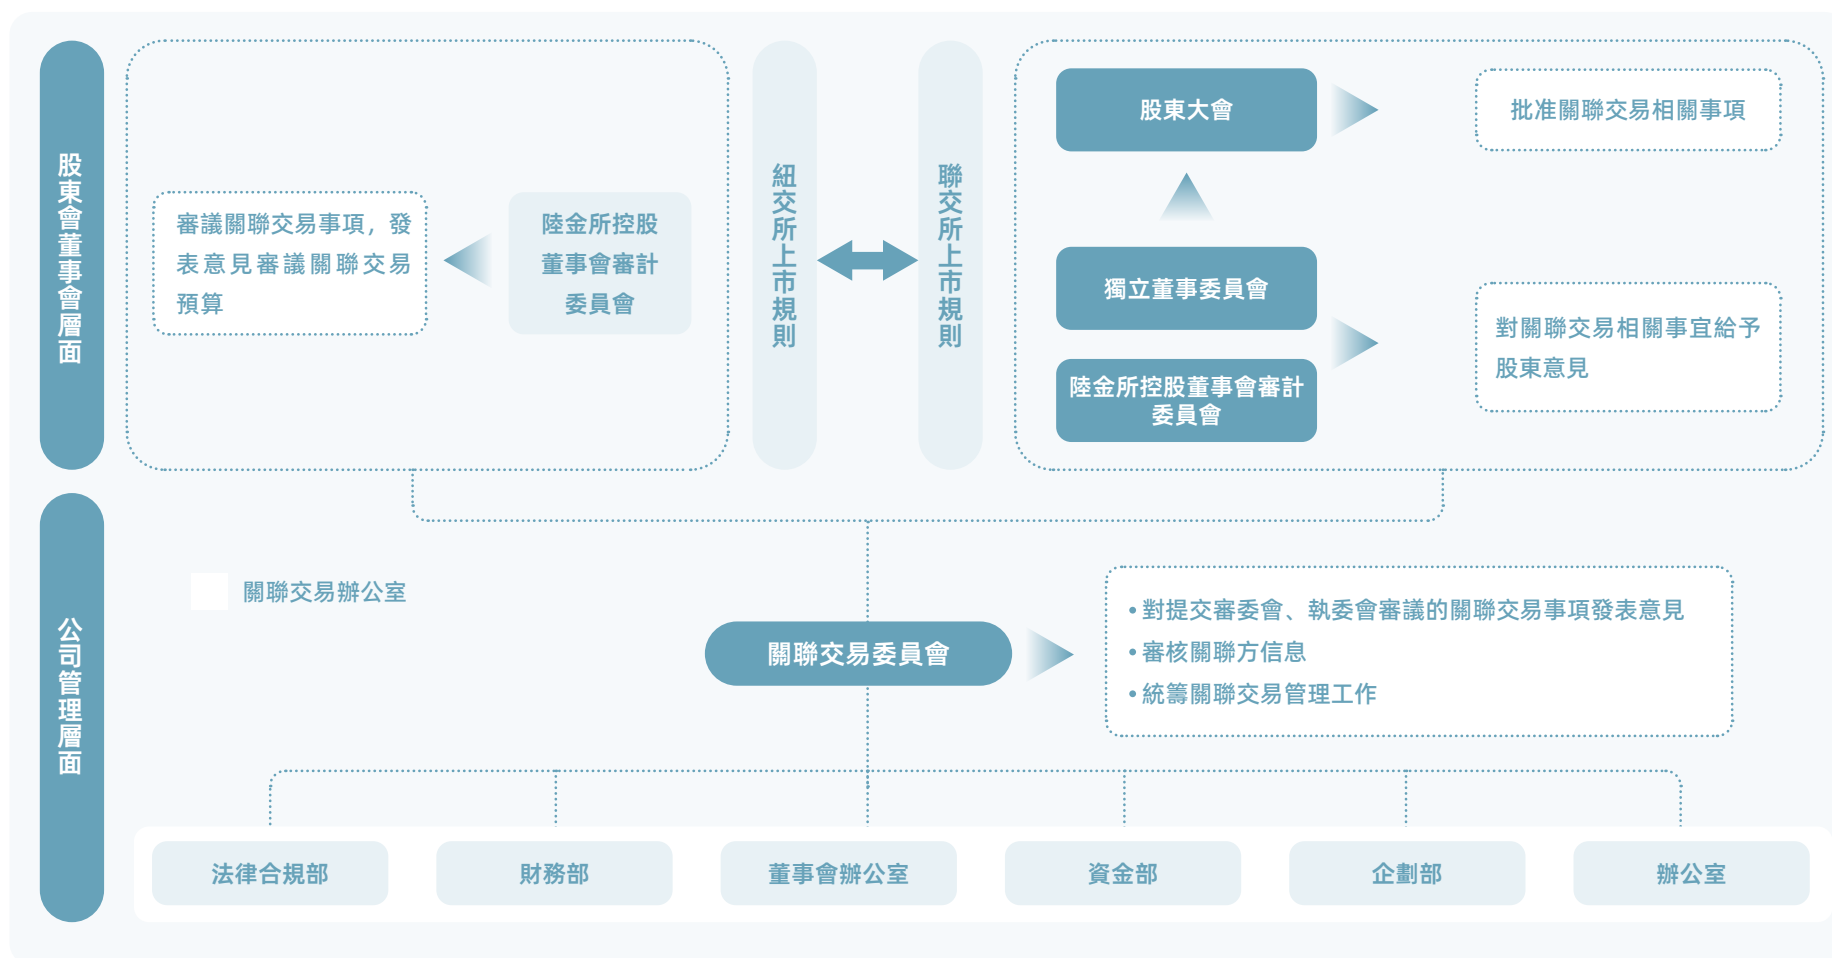 股東會董事會層面
審議關聯交易事項，發
表意見審議關聯交易
預算
陸金所控股
董事會審計
委員會
紐交所上市規則
聯交所上市規則
股東大會
批准關聯交易相關事項
獨立董事委員會
陸金所控股董事會審計
委員會
對關聯交易相關事宜給予
股東意見
公司管理層面
關聯交易辦公室
關聯交易委員會
•對提交審委會、執委會審議的關聯交易事項發表意見
•審核關聯方信息
•統籌關聯交易管理工作
法律合規部
財務部
董事會辦公室
資金部
企劃部
辦公室